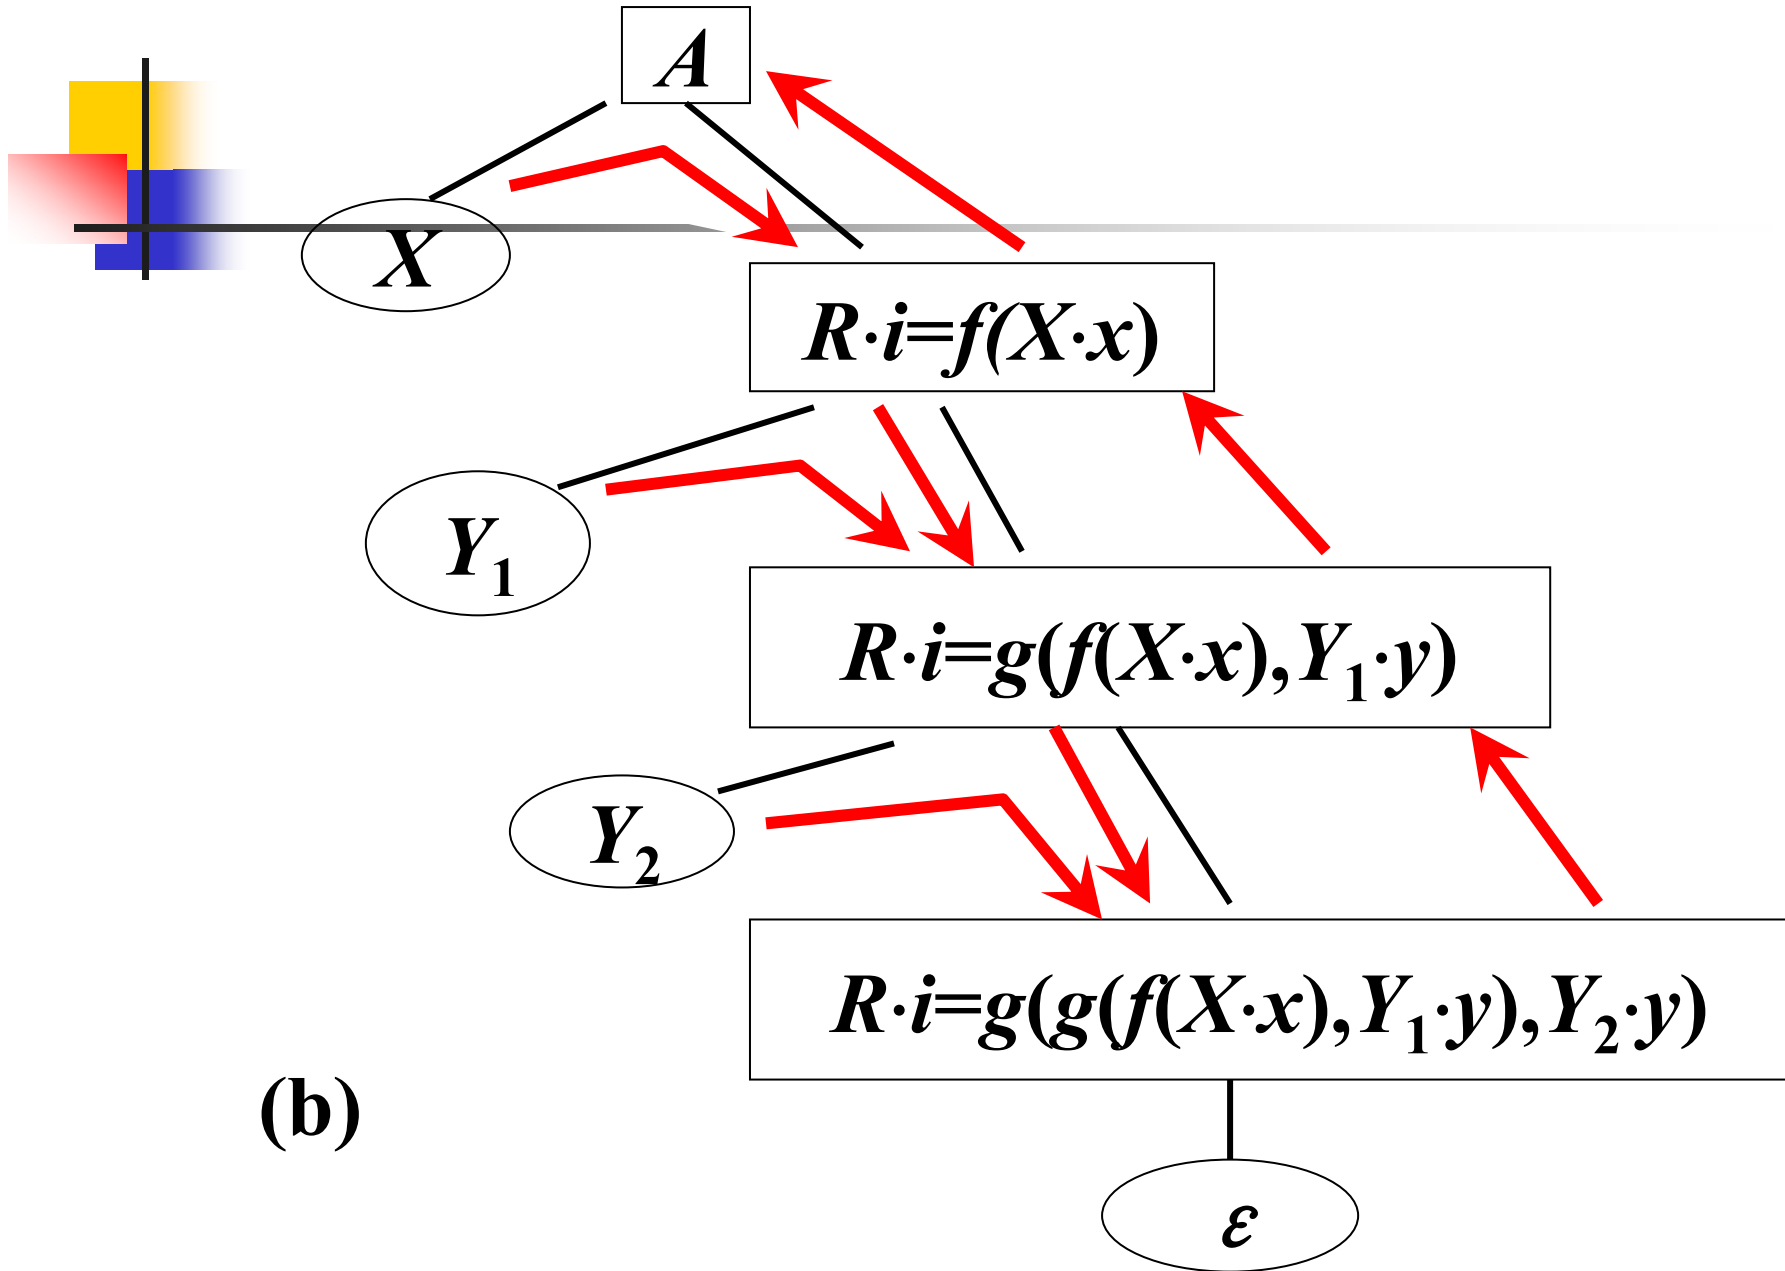 A
X
R·i=f(X·x)
Y₁
R·i=g(f(X·x),Y₁·y)
Y₂
R·i=g(g(f(X·x),Y₁·y),Y₂·y)
(b)
ε